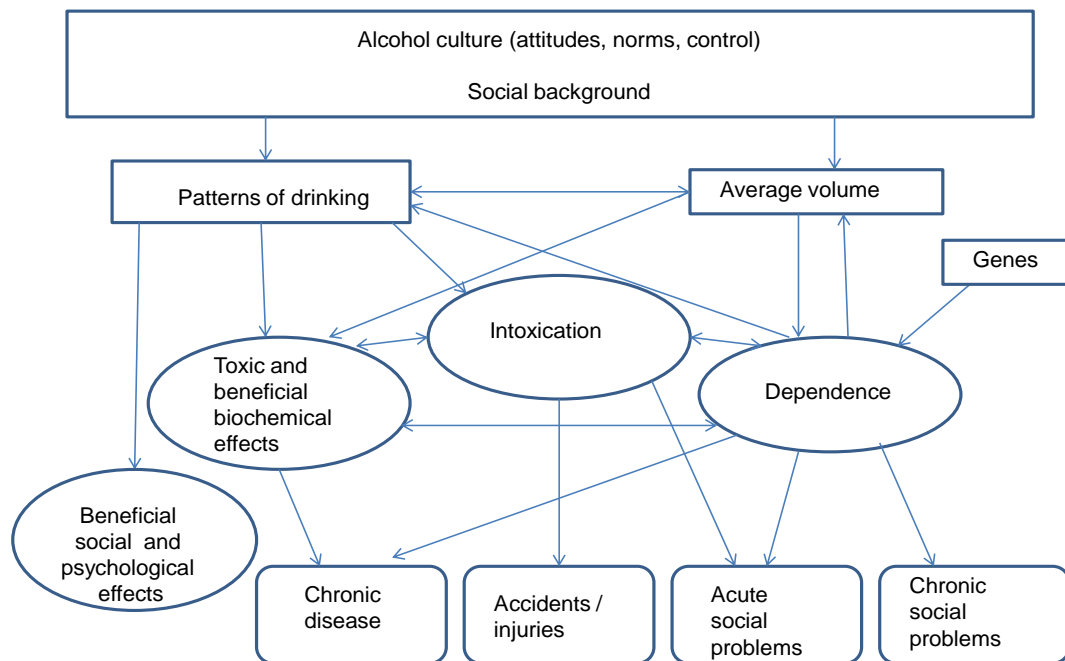 Alcohol culture (attitudes, norms, control)
Social background
Patterns of drinking
Average volume
Genes
Intoxication
Toxic and
beneficial
biochemical
effects
Dependence
Beneficial
social and
psychological
effects
Chronic
disease
Accidents /
injuries
Acute
social
problems
Chronic
social
problems